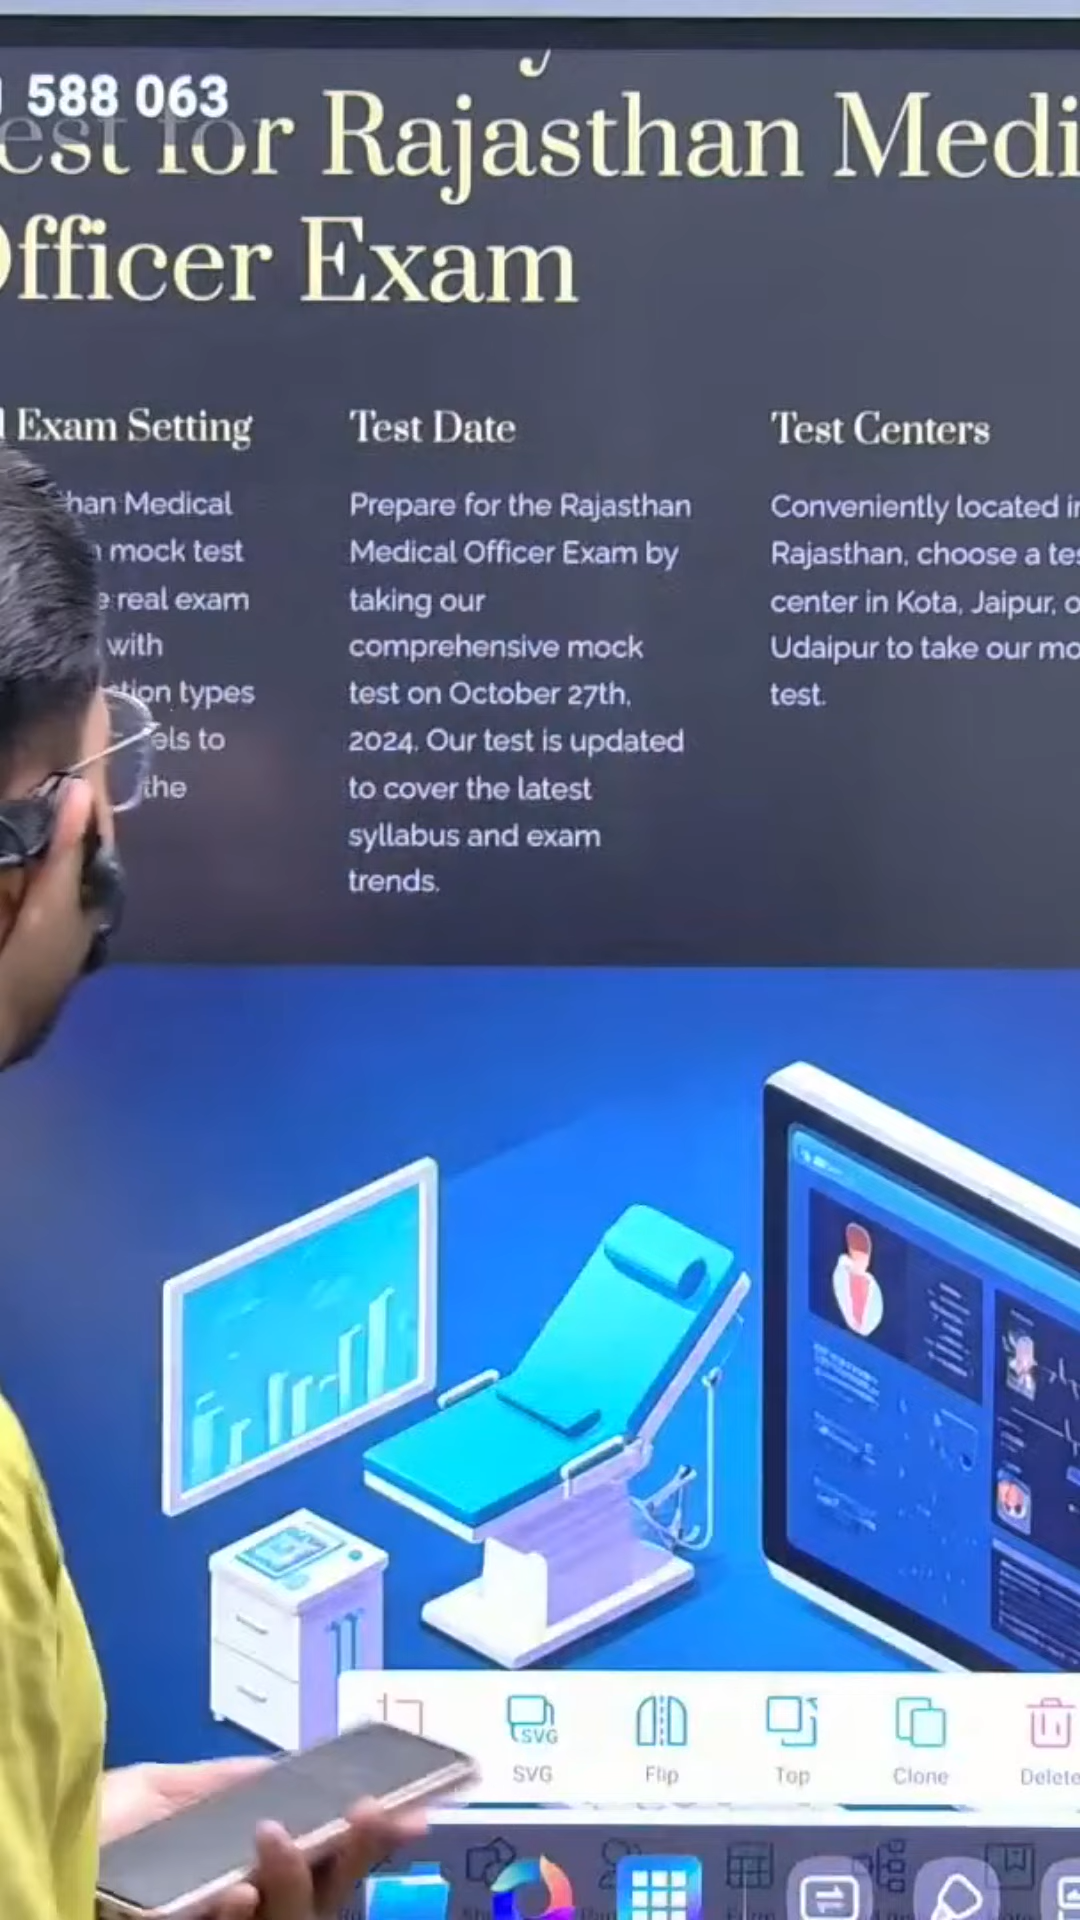 588 063
est for Rajasthan Medi
Officer Exam
Exam Setting
han Medical
mock test
real exam
with
tion types
els to
the
Test Date
Prepare for the Rajasthan
Medical Officer Exam by
taking our
comprehensive mock
test on October 27th,
2024. Our test is updated
to cover the latest
syllabus and exam
trends.
Test Centers
Conveniently located in
Rajasthan, choose a tes
center in Kota, Jaipur, o
Udaipur to take our mo
test.
SVG
SVG
Flip
Top
Clone
Delete